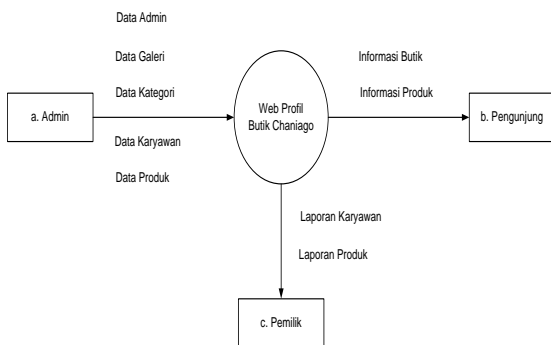 Data Admin
Data Galeri
Data Kategori
a. Admin
Data Karyawan
Data Produk
Web Profil
Butik Chaniago
Informasi Butik
Informasi Produk
b. Pengunjung
Laporan Karyawan
Laporan Produk
c. Pemilik